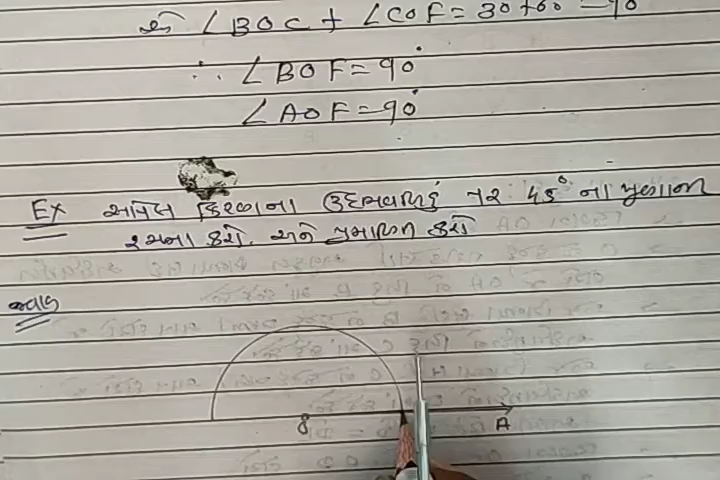 ∠BOC + ∠COF = 30+60 = 90
∴ ∠BOF = 90°
∠AOF = 90°
Ex આપેલ કિરણના ઉદ્દભવબિંદું પર 45° ના ખુણાની
રચના કરો. અને પ્રમાણિત કરો
જવાબ
A